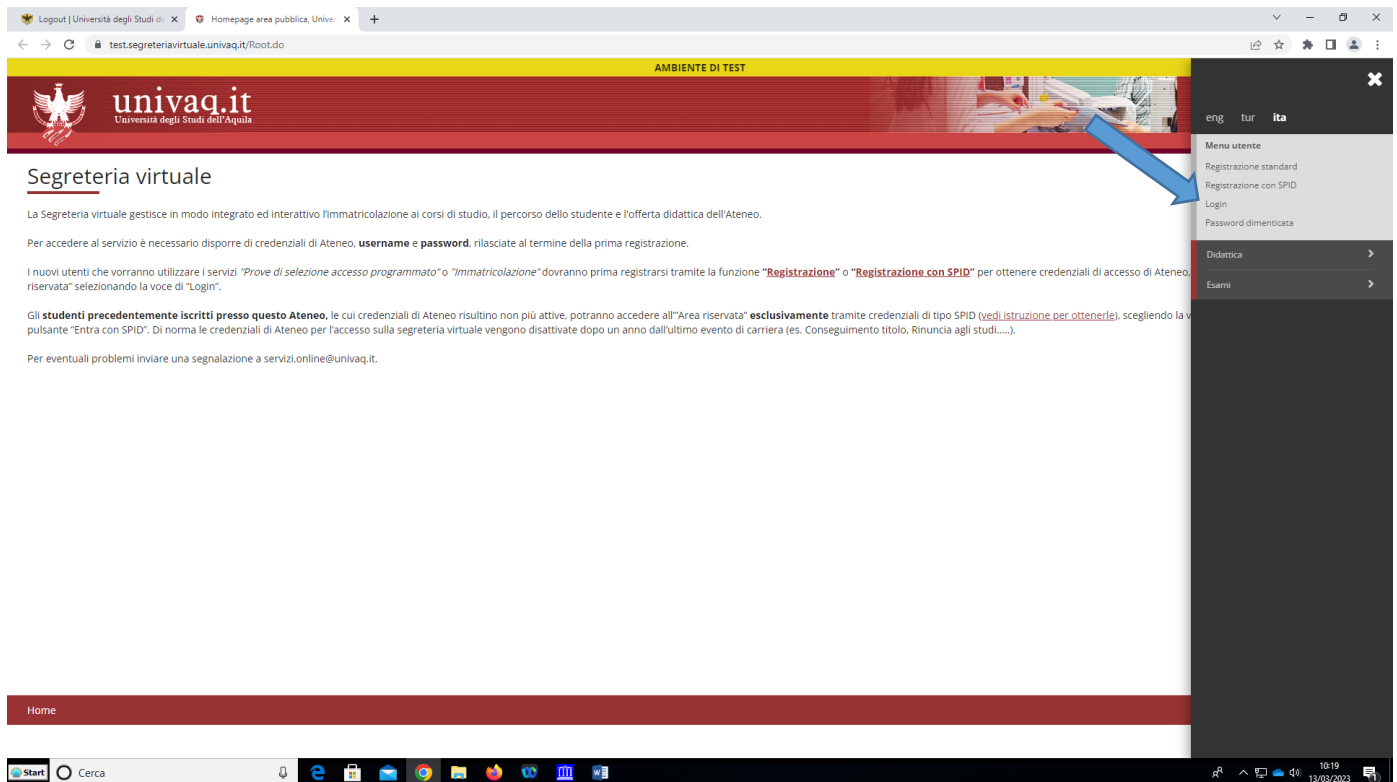 Logout | Università degli Studi de
Homepage area pubblica, Univer
test.segreteriavirtuale.univaq.it/Root.do
AMBIENTE DI TEST
univaq.it
Università degli Studi dell'Aquila
eng tur ita
Menu utente
Registrazione standard
Registrazione con SPID
Login
Password dimenticata
Didattica
Esami
Segreteria virtuale
La Segreteria virtuale gestisce in modo integrato ed interattivo l'immatricolazione ai corsi di studio, il percorso dello studente e l'offerta didattica dell'Ateneo.
Per accedere al servizio è necessario disporre di credenziali di Ateneo, username e password, rilasciate al termine della prima registrazione.
I nuovi utenti che vorranno utilizzare i servizi "Prove di selezione accesso programmato" o "Immatricolazione" dovranno prima registrarsi tramite la funzione "Registrazione" o "Registrazione con SPID" per ottenere credenziali di accesso di Ateneo,
riservata" selezionando la voce di "Login".
Gli studenti precedentemente iscritti presso questo Ateneo, le cui credenziali di Ateneo risultino non più attive, potranno accedere all'"Area riservata" esclusivamente tramite credenziali di tipo SPID (vedi istruzione per ottenerle), scegliendo la v
pulsante "Entra con SPID". Di norma le credenziali di Ateneo per l'accesso sulla segreteria virtuale vengono disattivate dopo un anno dall'ultimo evento di carriera (es. Conseguimento titolo, Rinuncia agli studi.....).
Per eventuali problemi inviare una segnalazione a servizi.online@univaq.it.
Home
Start
Cerca
10:19
13/03/2023